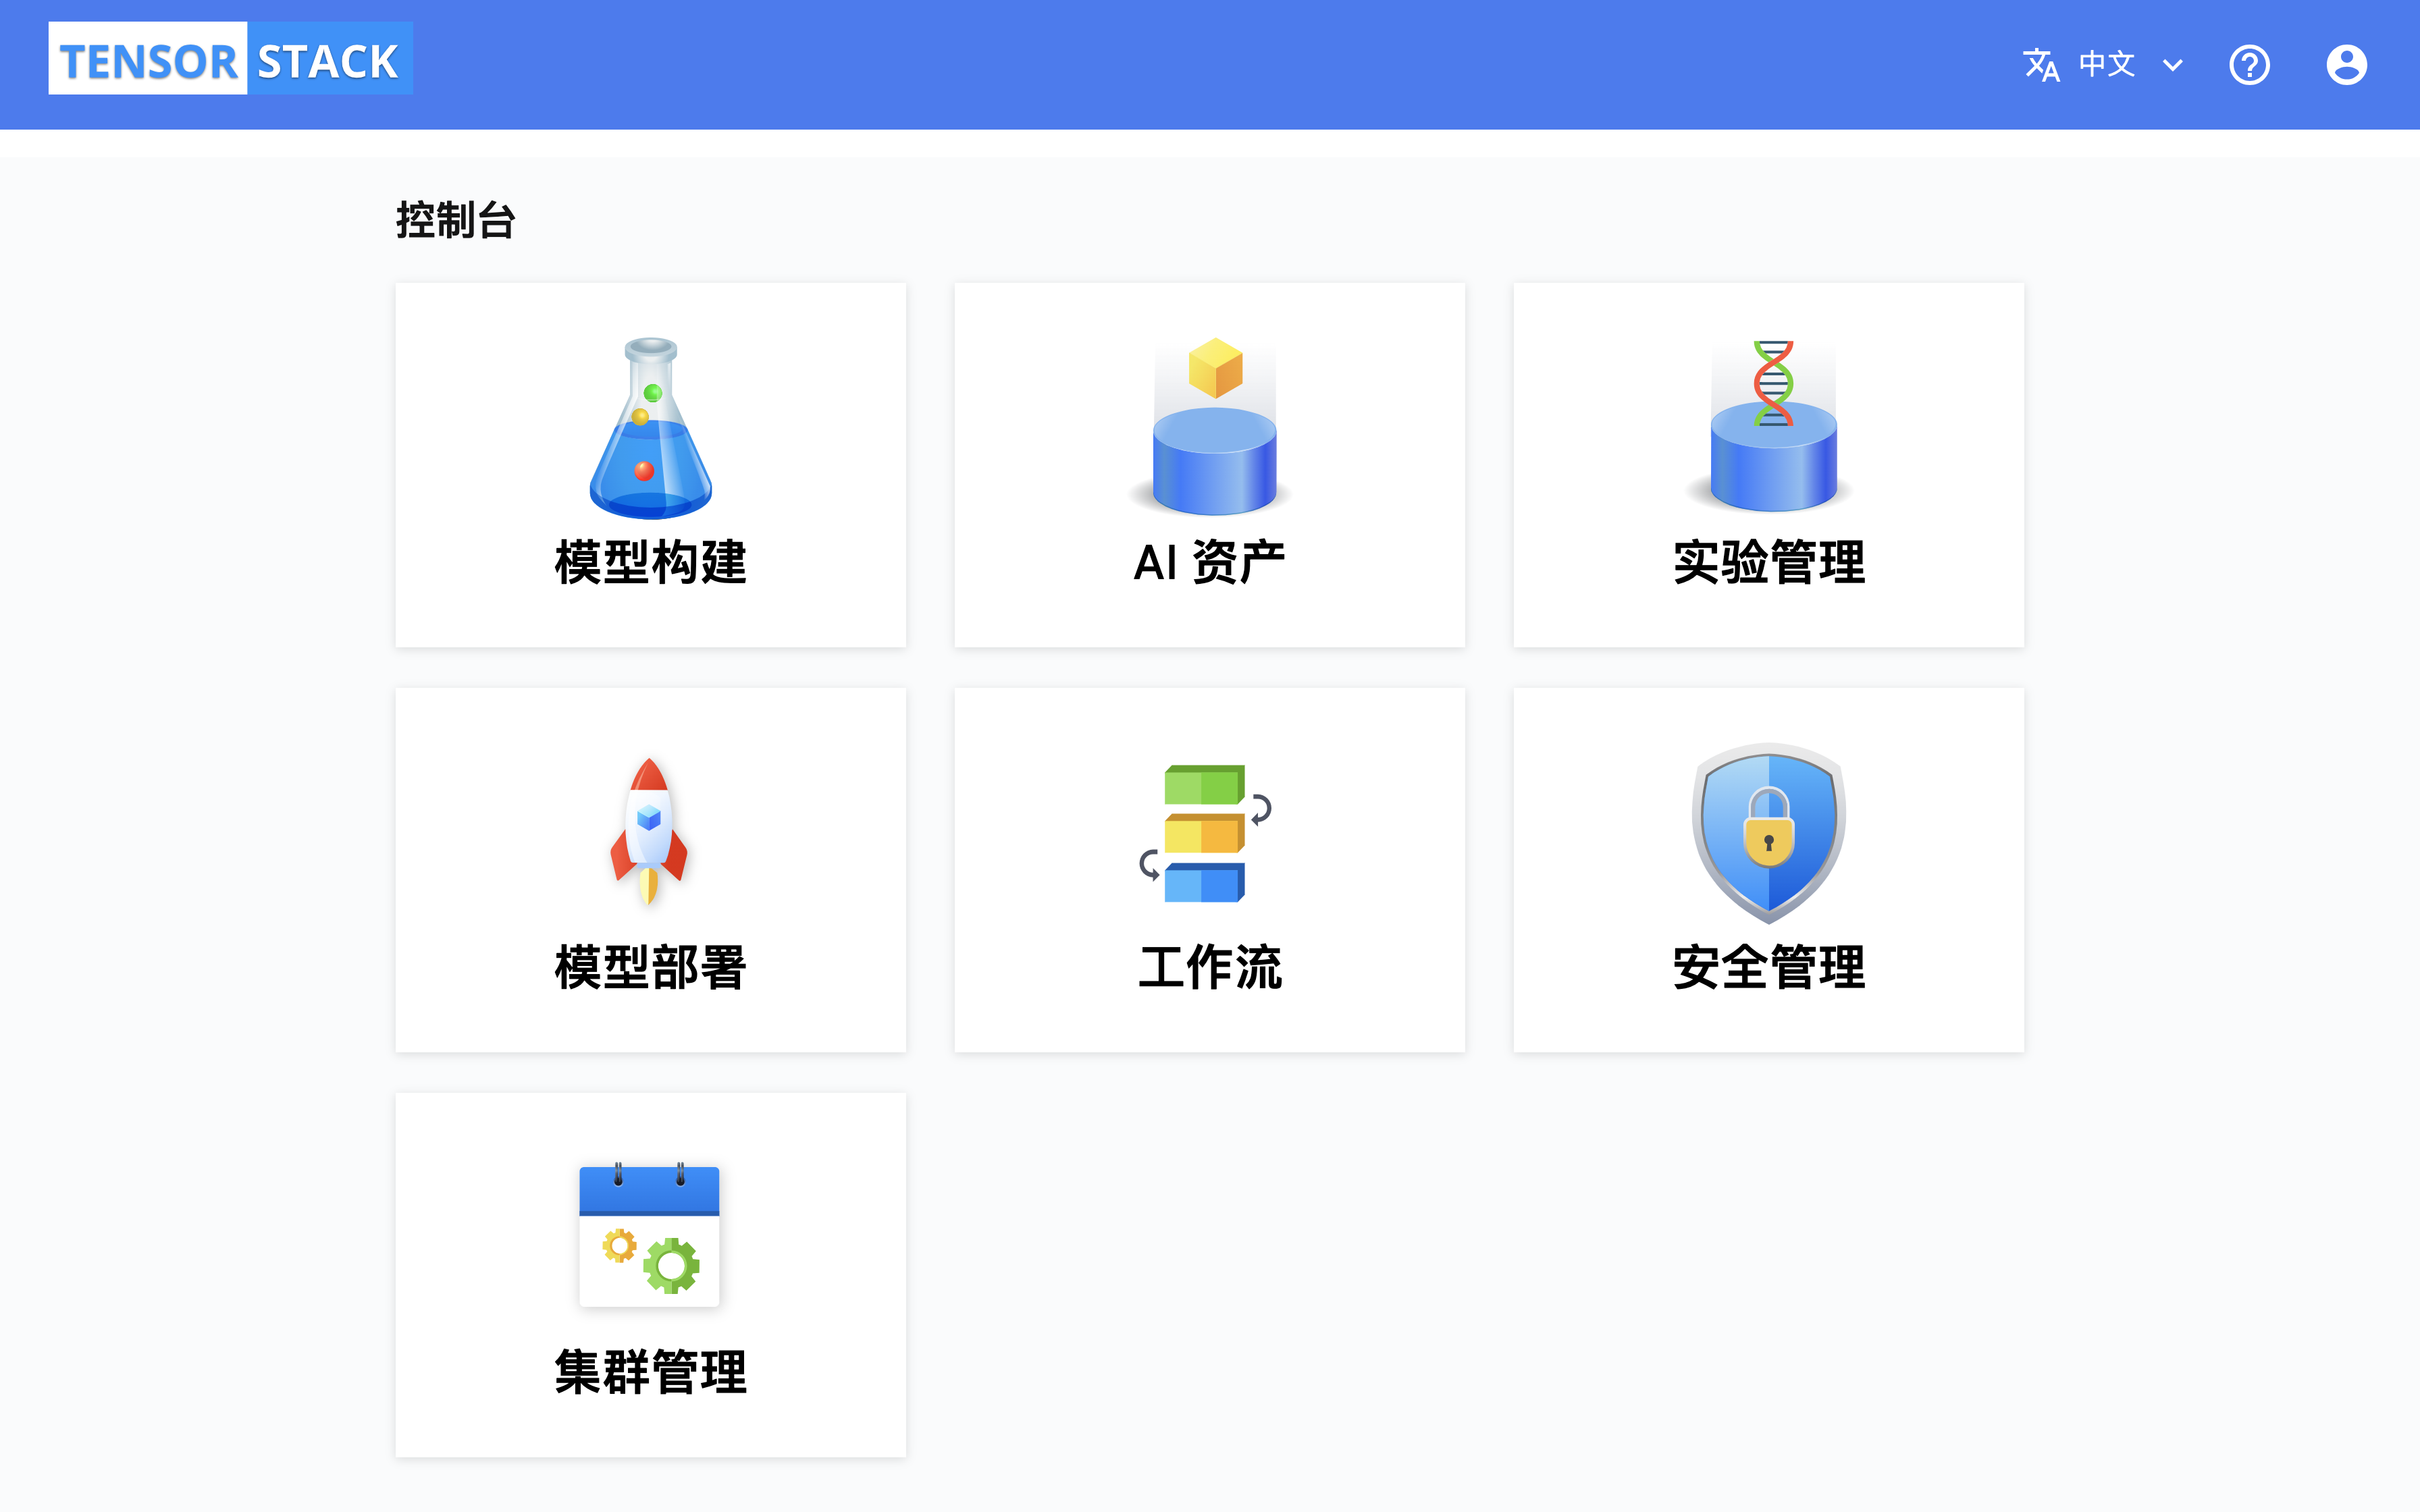 TENSOR STACK
中文
控制台
模型构建
AI 资产
实验管理
模型部署
工作流
安全管理
集群管理